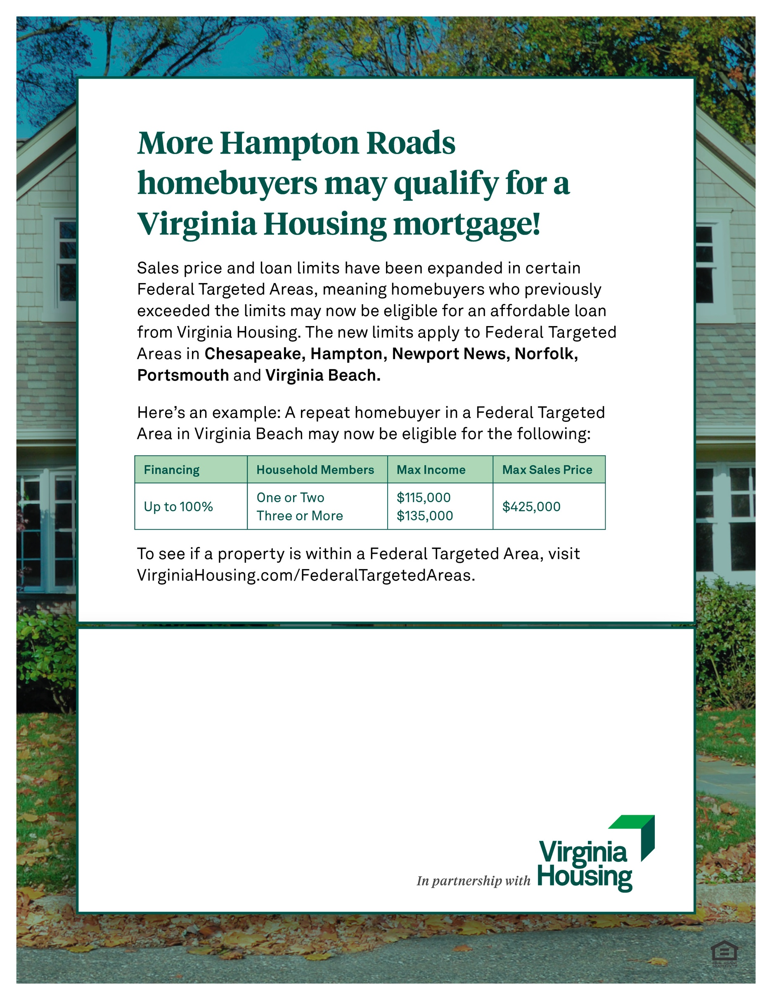 More Hampton Roads
homebuyers may qualify for a
Virginia Housing mortgage!
Sales price and loan limits have been expanded in certain
Federal Targeted Areas, meaning homebuyers who previously
exceeded the limits may now be eligible for an affordable loan
from Virginia Housing. The new limits apply to Federal Targeted
Areas in Chesapeake, Hampton, Newport News, Norfolk,
Portsmouth and Virginia Beach.
Here’s an example: A repeat homebuyer in a Federal Targeted
Area in Virginia Beach may now be eligible for the following:
Financing Household Members Max Income Max Sales Price
Up to 100% One or Two $115,000 $425,000
Three or More $135,000
To see if a property is within a Federal Targeted Area, visit
VirginiaHousing.com/FederalTargetedAreas.
In partnership with Virginia
Housing
EQUAL HOUSING
OPPORTUNITY